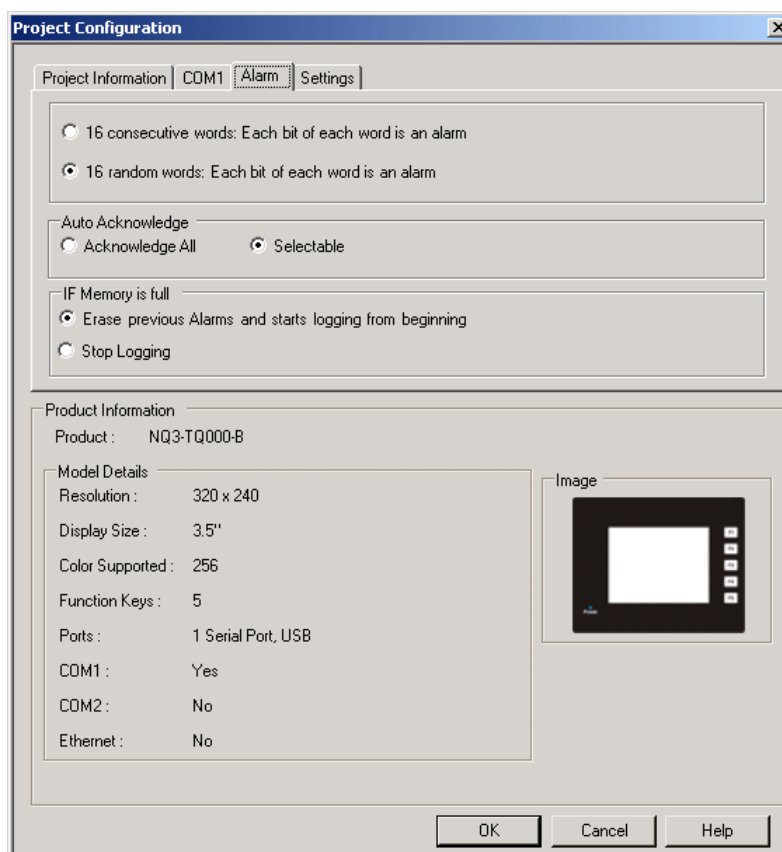 Project Configuration
Project Information COM1 Alarm Settings
16 consecutive words: Each bit of each word is an alarm
16 random words: Each bit of each word is an alarm
Auto Acknowledge
Acknowledge All Selectable
IF Memory is full
Erase previous Alarms and starts logging from beginning
Stop Logging
Product Information
Product : NQ3-TQ000-B
Model Details
Resolution : 320 x 240
Display Size : 3.5"
Color Supported : 256
Function Keys : 5
Ports : 1 Serial Port, USB
COM1 : Yes
COM2 : No
Ethernet : No
Image
OK Cancel Help